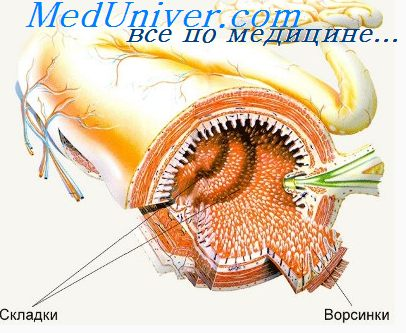 MedUniver.com
все по медицине...
Складки
Ворсинки